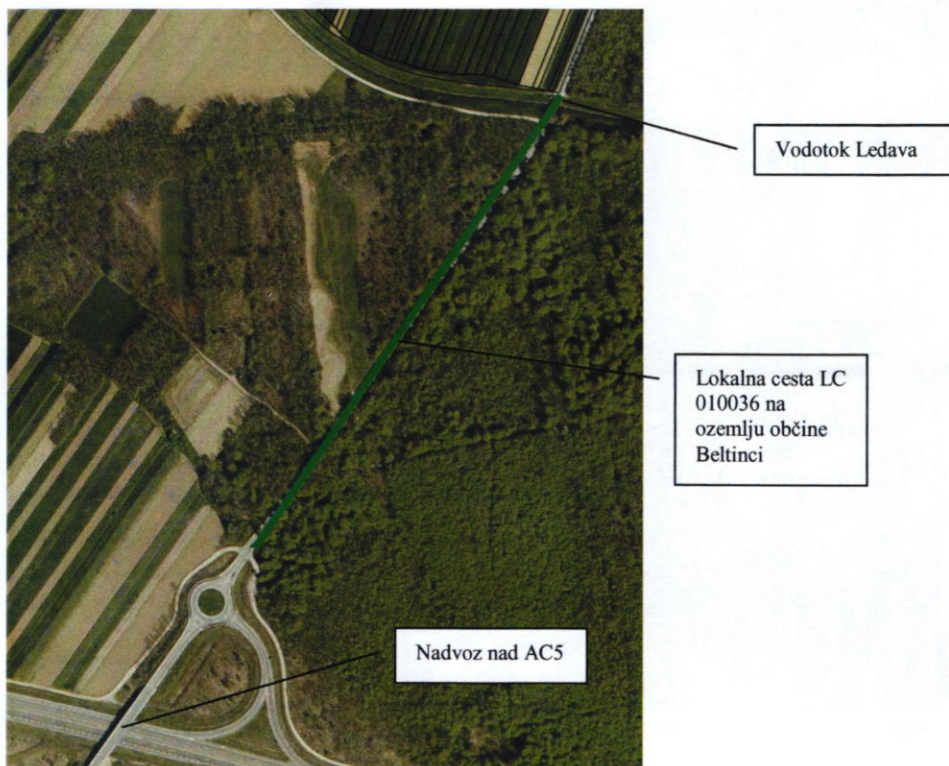 Vodotok Ledava
Lokalna cesta LC
010036 na
ozemlju občine
Beltinci
Nadvoz nad AC5